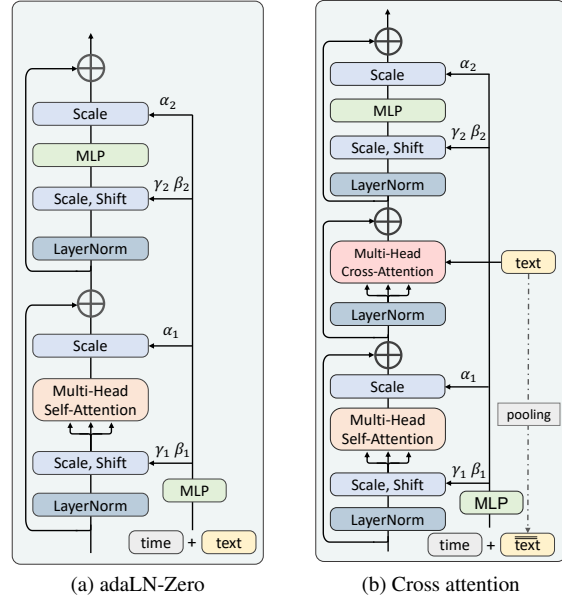 α₂
Scale
MLP
γ₂ β₂
Scale, Shift
LayerNorm
α₁
Scale
Multi-Head
Self-Attention
γ₁ β₁
Scale, Shift
MLP
LayerNorm
time + text
(a) adaLN-Zero
α₂
Scale
MLP
γ₂ β₂
Scale, Shift
LayerNorm
Multi-Head
Cross-Attention
text
LayerNorm
α₁
Scale
pooling
Multi-Head
Self-Attention
γ₁ β₁
Scale, Shift
MLP
LayerNorm
time + text
(b) Cross attention